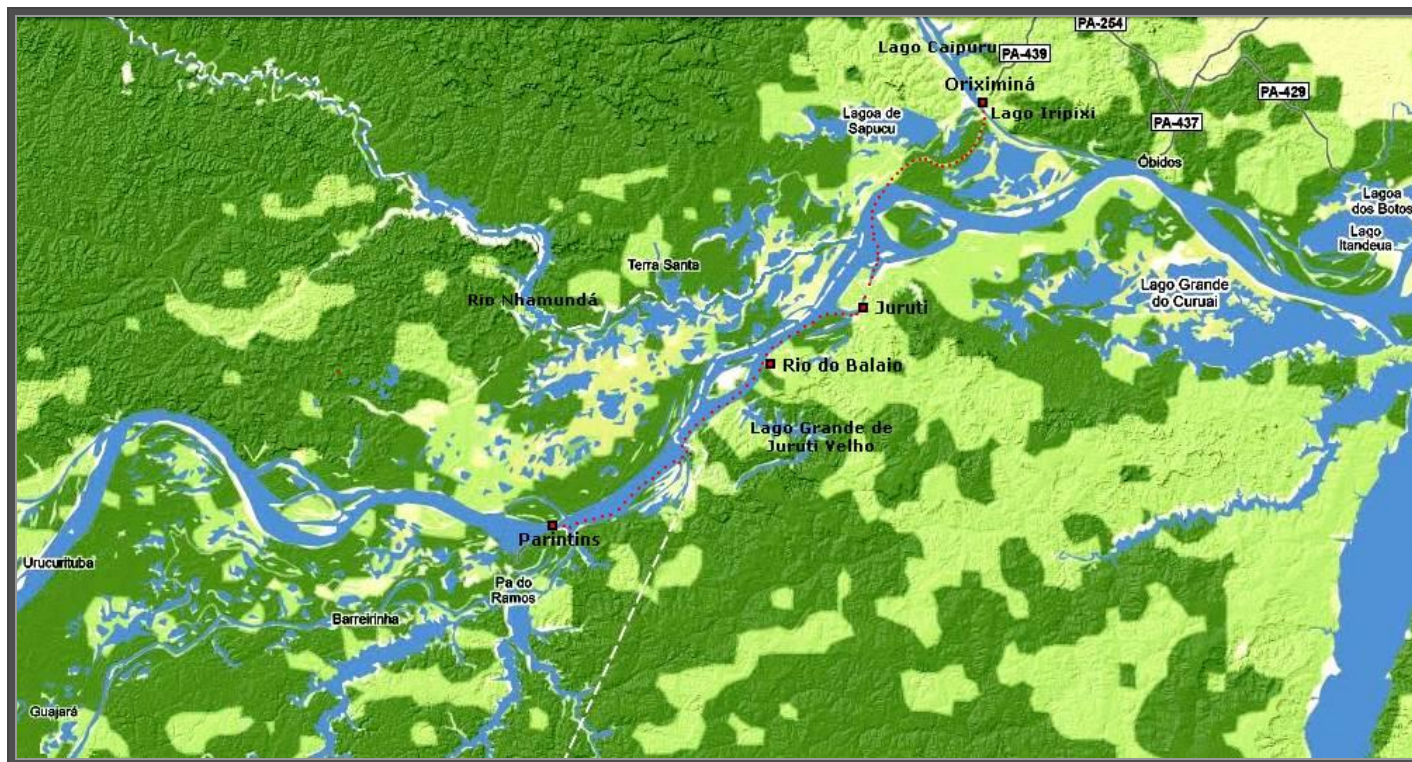 PA-254
Lago Caipuru
PA-439
Oriximiná
PA-429
Lagoa de
Sapucu
Lago Iripixi
PA-437
Óbidos
Lagoa
dos Botos
Lago
Itandeua
Terra Santa
Rio Nhamundá
Lago Grande
do Curuai
Juruti
Rio do Balaio
Lago Grande de
Juruti Velho
Parintins
Urucurituba
Pa do
Ramos
Barreirinha
Guajará